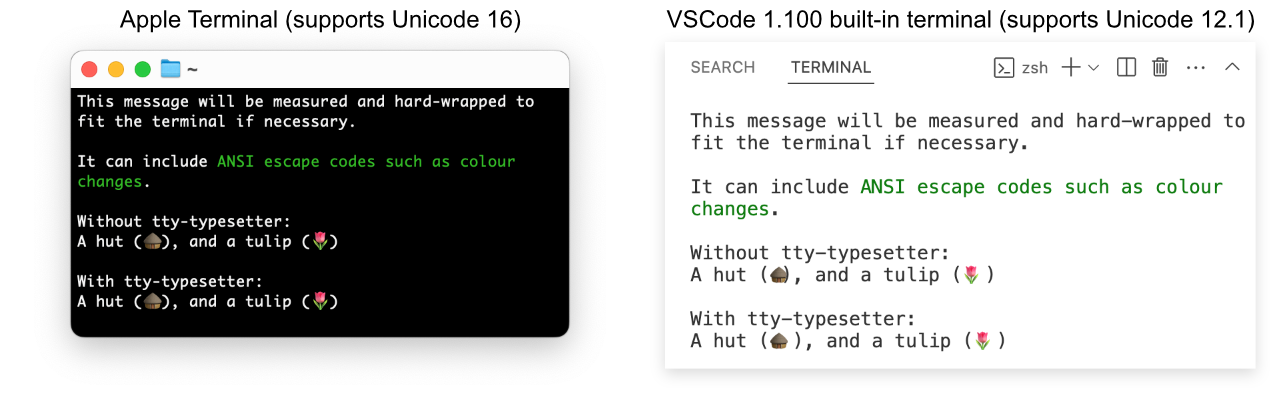 Apple Terminal (supports Unicode 16)
~
This message will be measured and hard-wrapped to
fit the terminal if necessary.
It can include ANSI escape codes such as colour
changes.
Without tty-typesetter:
A hut (🛖), and a tulip (🌷)
With tty-typesetter:
A hut (🛖), and a tulip (🌷)
VSCode 1.100 built-in terminal (supports Unicode 12.1)
SEARCH TERMINAL zsh
This message will be measured and hard-wrapped to
fit the terminal if necessary.
It can include ANSI escape codes such as colour
changes.
Without tty-typesetter:
A hut (🛖), and a tulip (🌷 )
With tty-typesetter:
A hut (🛖 ), and a tulip (🌷 )